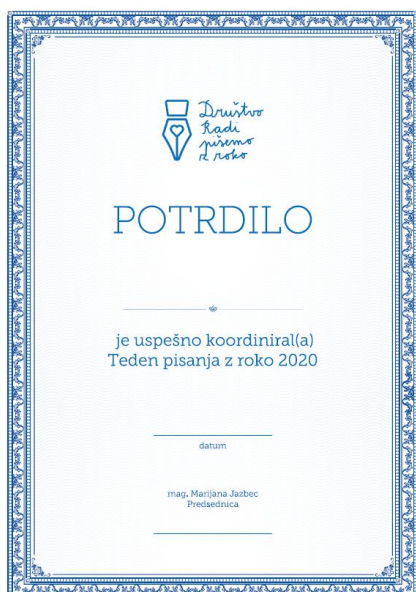 Društvo
Radi
pišemo
z roko
POTRDILO
je uspešno koordiniral(a)
Teden pisanja z roko 2020
datum
mag. Marijana Jazbec
Predsednica